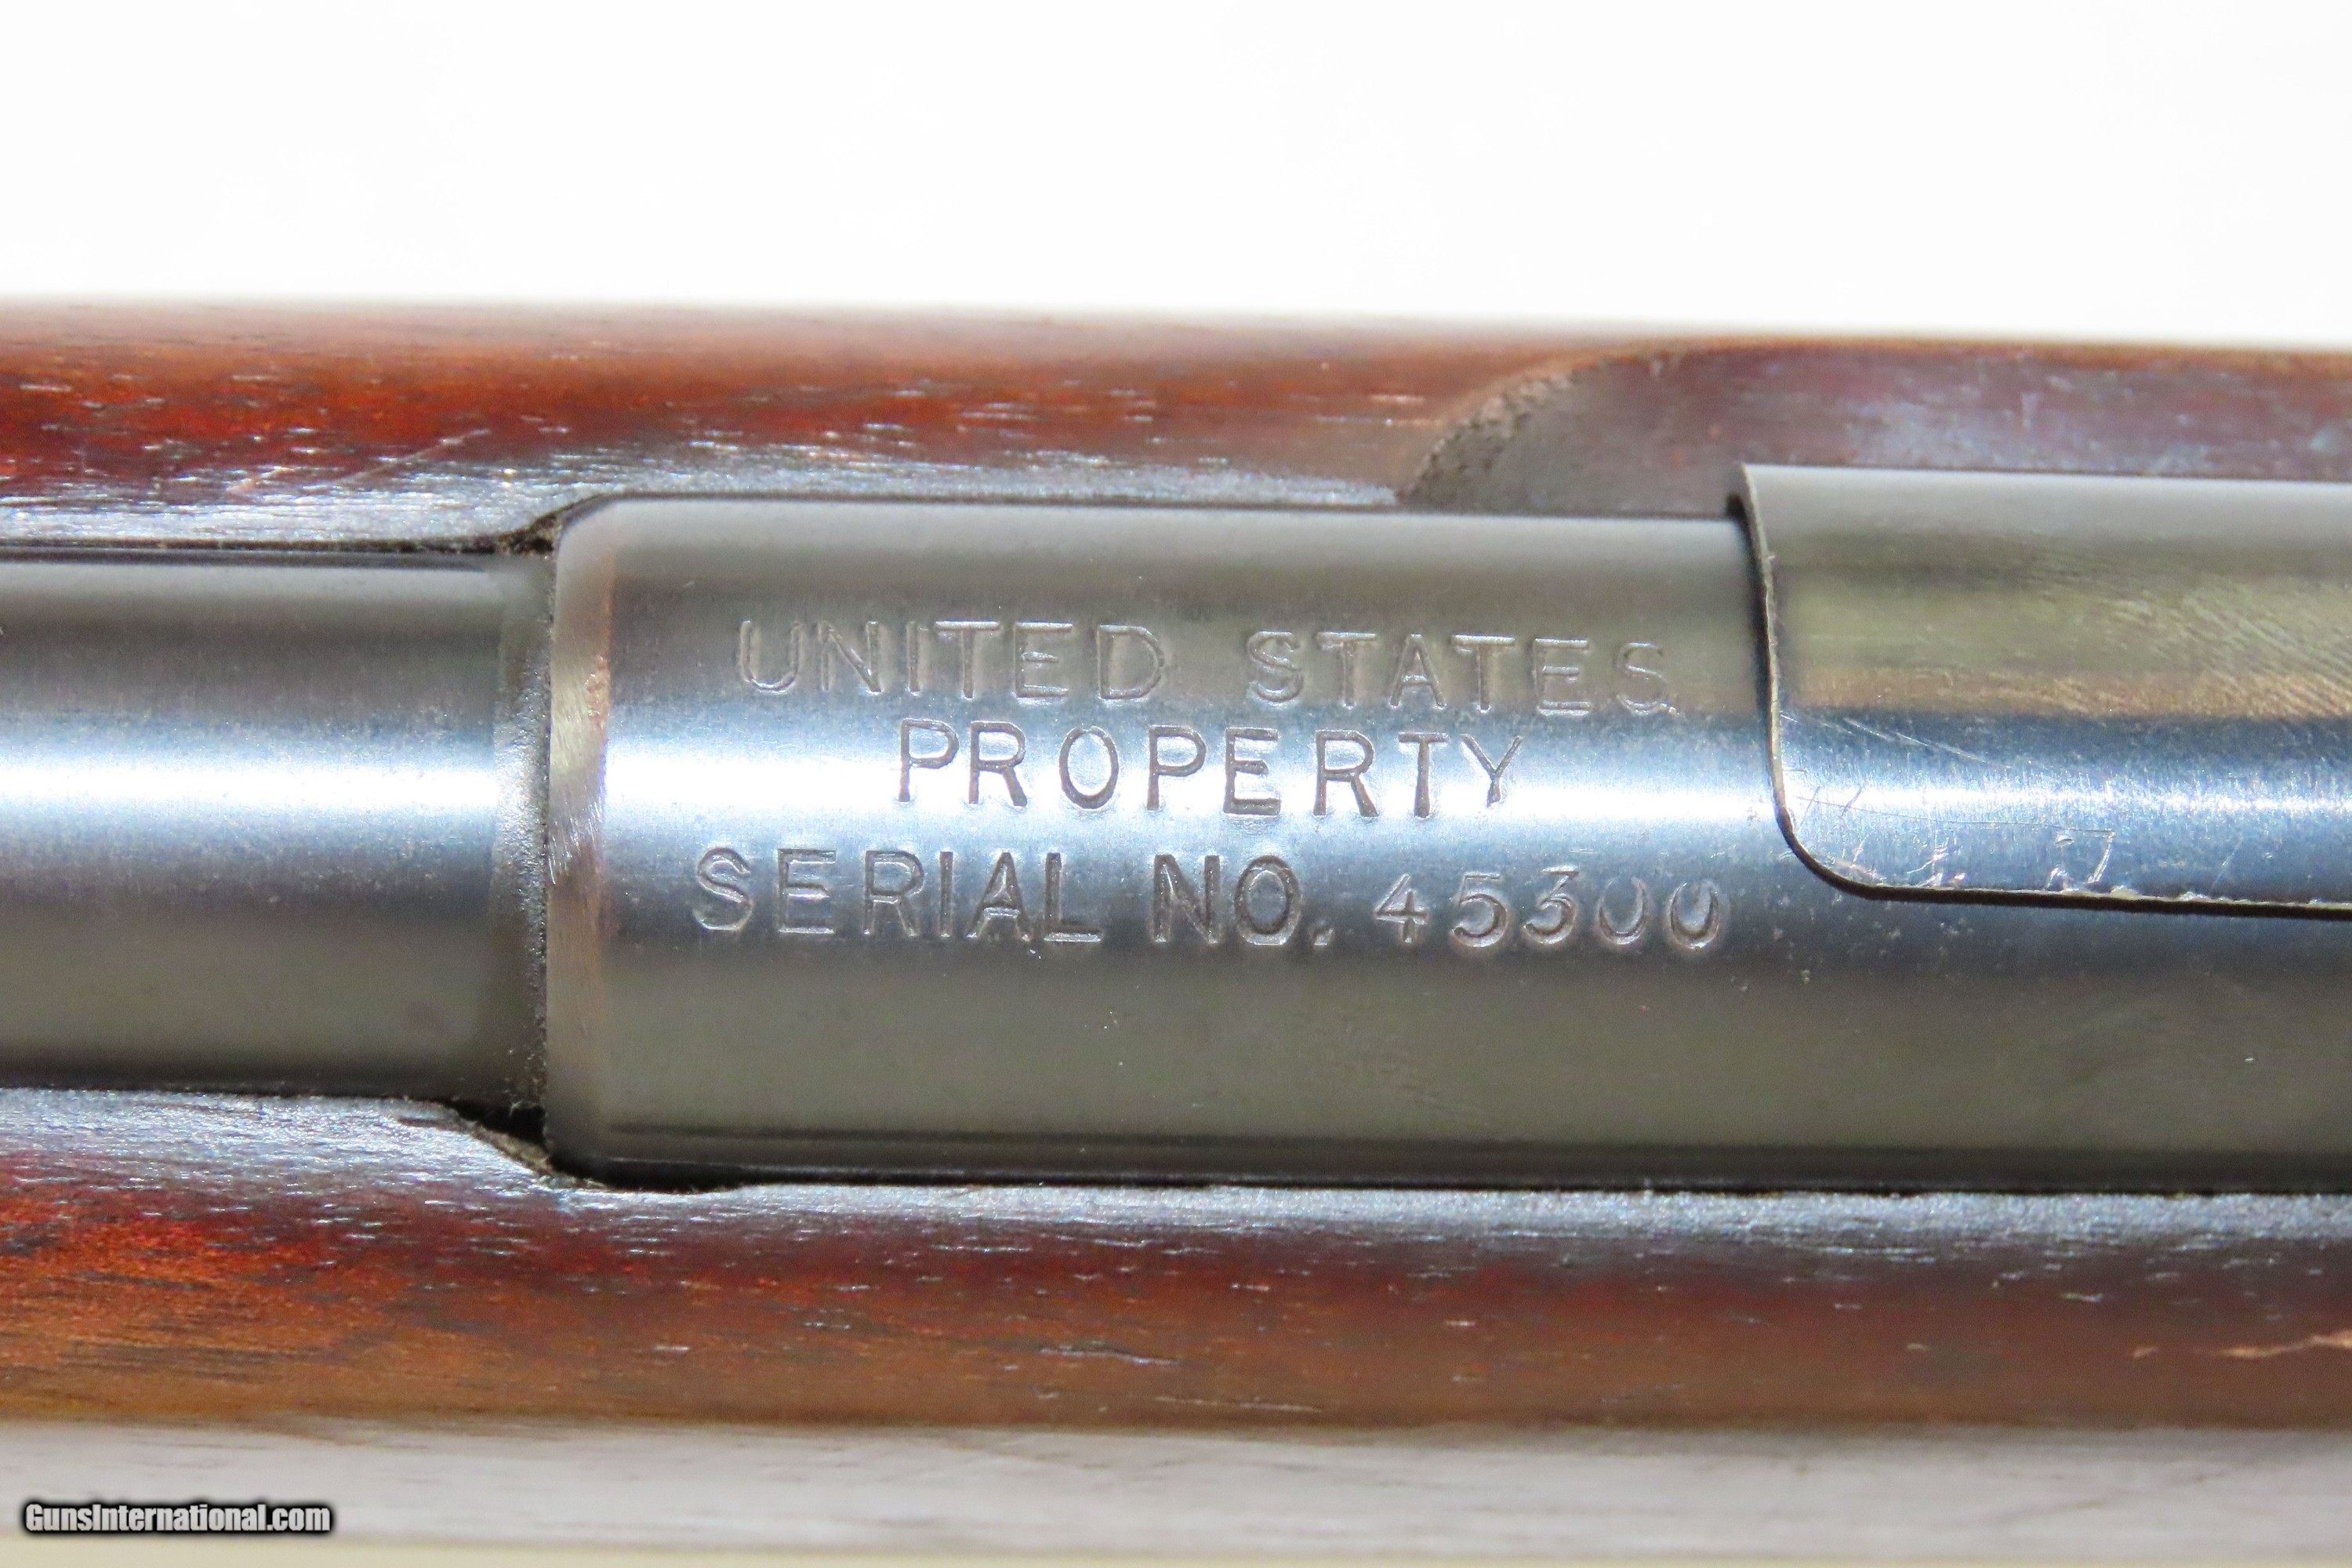 UNITED STATES
PROPERTY
SERIAL NO. 45300
GunsInternational.com